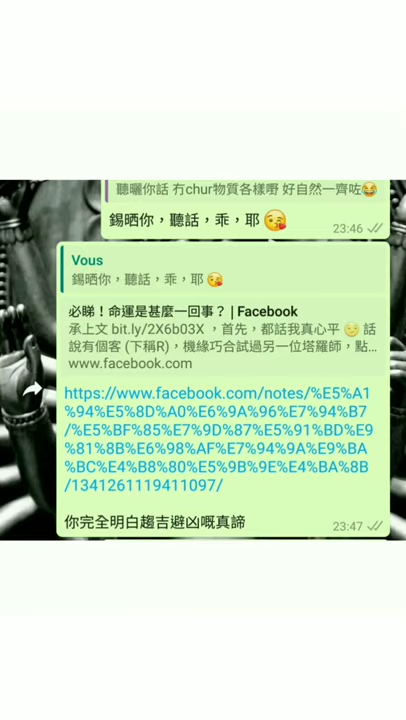 聽曬你話 冇chur物質各樣嘢 好自然一齊咗😂
錫晒你，聽話，乖，耶 😘
23:46
Vous
錫晒你，聽話，乖，耶 😘
必睇！命運是甚麼一回事？ | Facebook
承上文 bit.ly/2X6b03X ，首先，都話我真心平 😏 話
說有個客 (下稱R)，機緣巧合試過另一位塔羅師，點...
www.facebook.com
https://www.facebook.com/notes/%E5%A1
%94%E5%8D%A0%E6%9A%96%E7%94%B7
/%E5%BF%85%E7%9D%87%E5%91%BD%E9
%81%8B%E6%98%AF%E7%94%9A%E9%BA
%BC%E4%B8%80%E5%9B%9E%E4%BA%8B
/1341261119411097/
你完全明白趨吉避凶嘅真諦
23:47